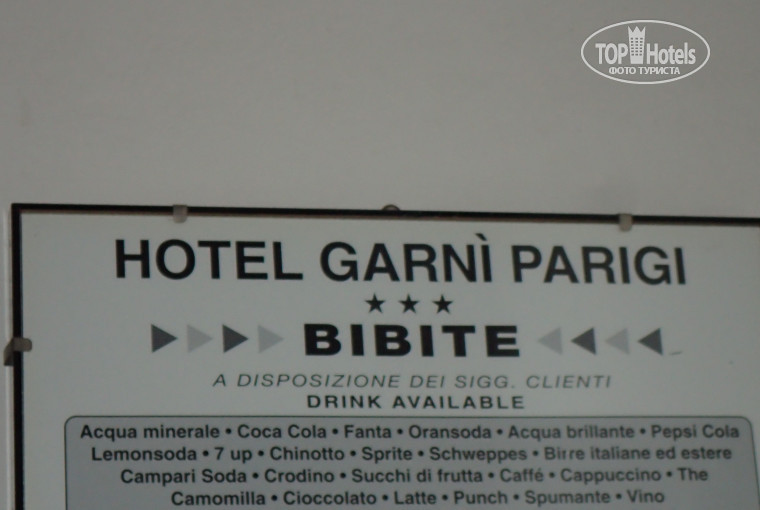 TOP Hotels
ФОТО ТУРИСТА
HOTEL GARNÌ PARIGI
★ ★ ★
BIBITE
A DISPOSIZIONE DEI SIGG. CLIENTI
DRINK AVAILABLE
Acqua minerale • Coca Cola • Fanta • Oransoda • Acqua brillante • Pepsi Cola
Lemonsoda • 7 up • Chinotto • Sprite • Schweppes • Birre italiane ed estere
Campari Soda • Crodino • Succhi di frutta • Caffé • Cappuccino • The
Camomilla • Cioccolato • Latte • Punch • Spumante • Vino